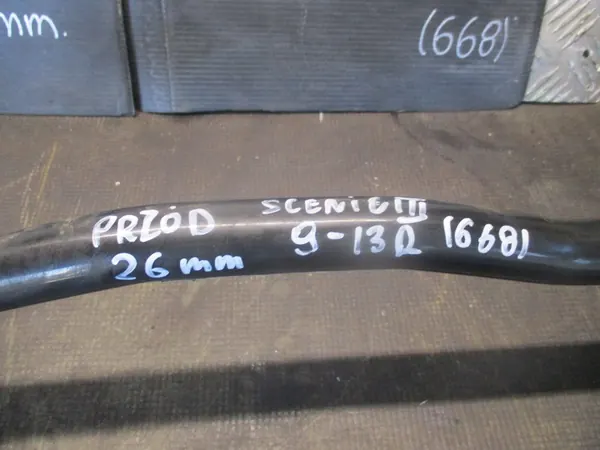 mm.
(668)
PRZÓD SCENIC III
26 mm 9-13R (668)